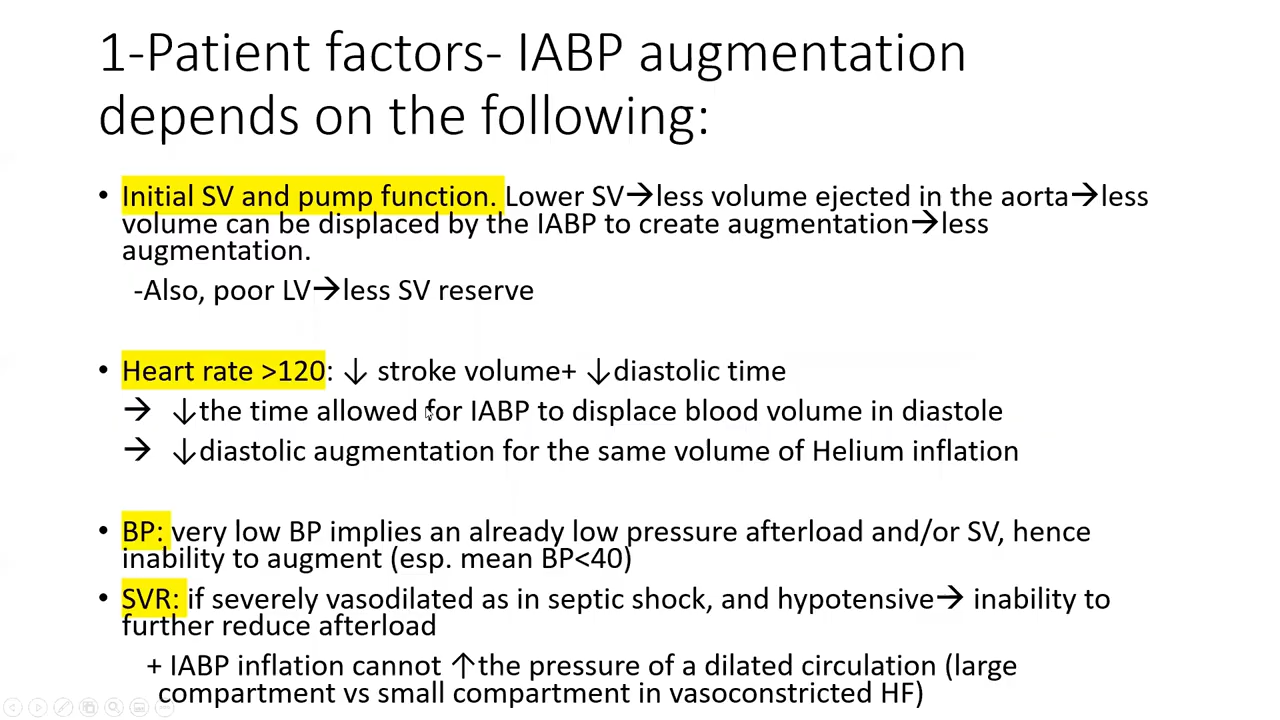 1-Patient factors- IABP augmentation
depends on the following:
• Initial SV and pump function. Lower SV→less volume ejected in the aorta→less
volume can be displaced by the IABP to create augmentation→less
augmentation.
-Also, poor LV→less SV reserve
• Heart rate >120: ↓ stroke volume+ ↓diastolic time
→ ↓the time allowed for IABP to displace blood volume in diastole
→ ↓diastolic augmentation for the same volume of Helium inflation
• BP: very low BP implies an already low pressure afterload and/or SV, hence
inability to augment (esp. mean BP<40)
• SVR: if severely vasodilated as in septic shock, and hypotensive→ inability to
further reduce afterload
+ IABP inflation cannot ↑the pressure of a dilated circulation (large
compartment vs small compartment in vasoconstricted HF)